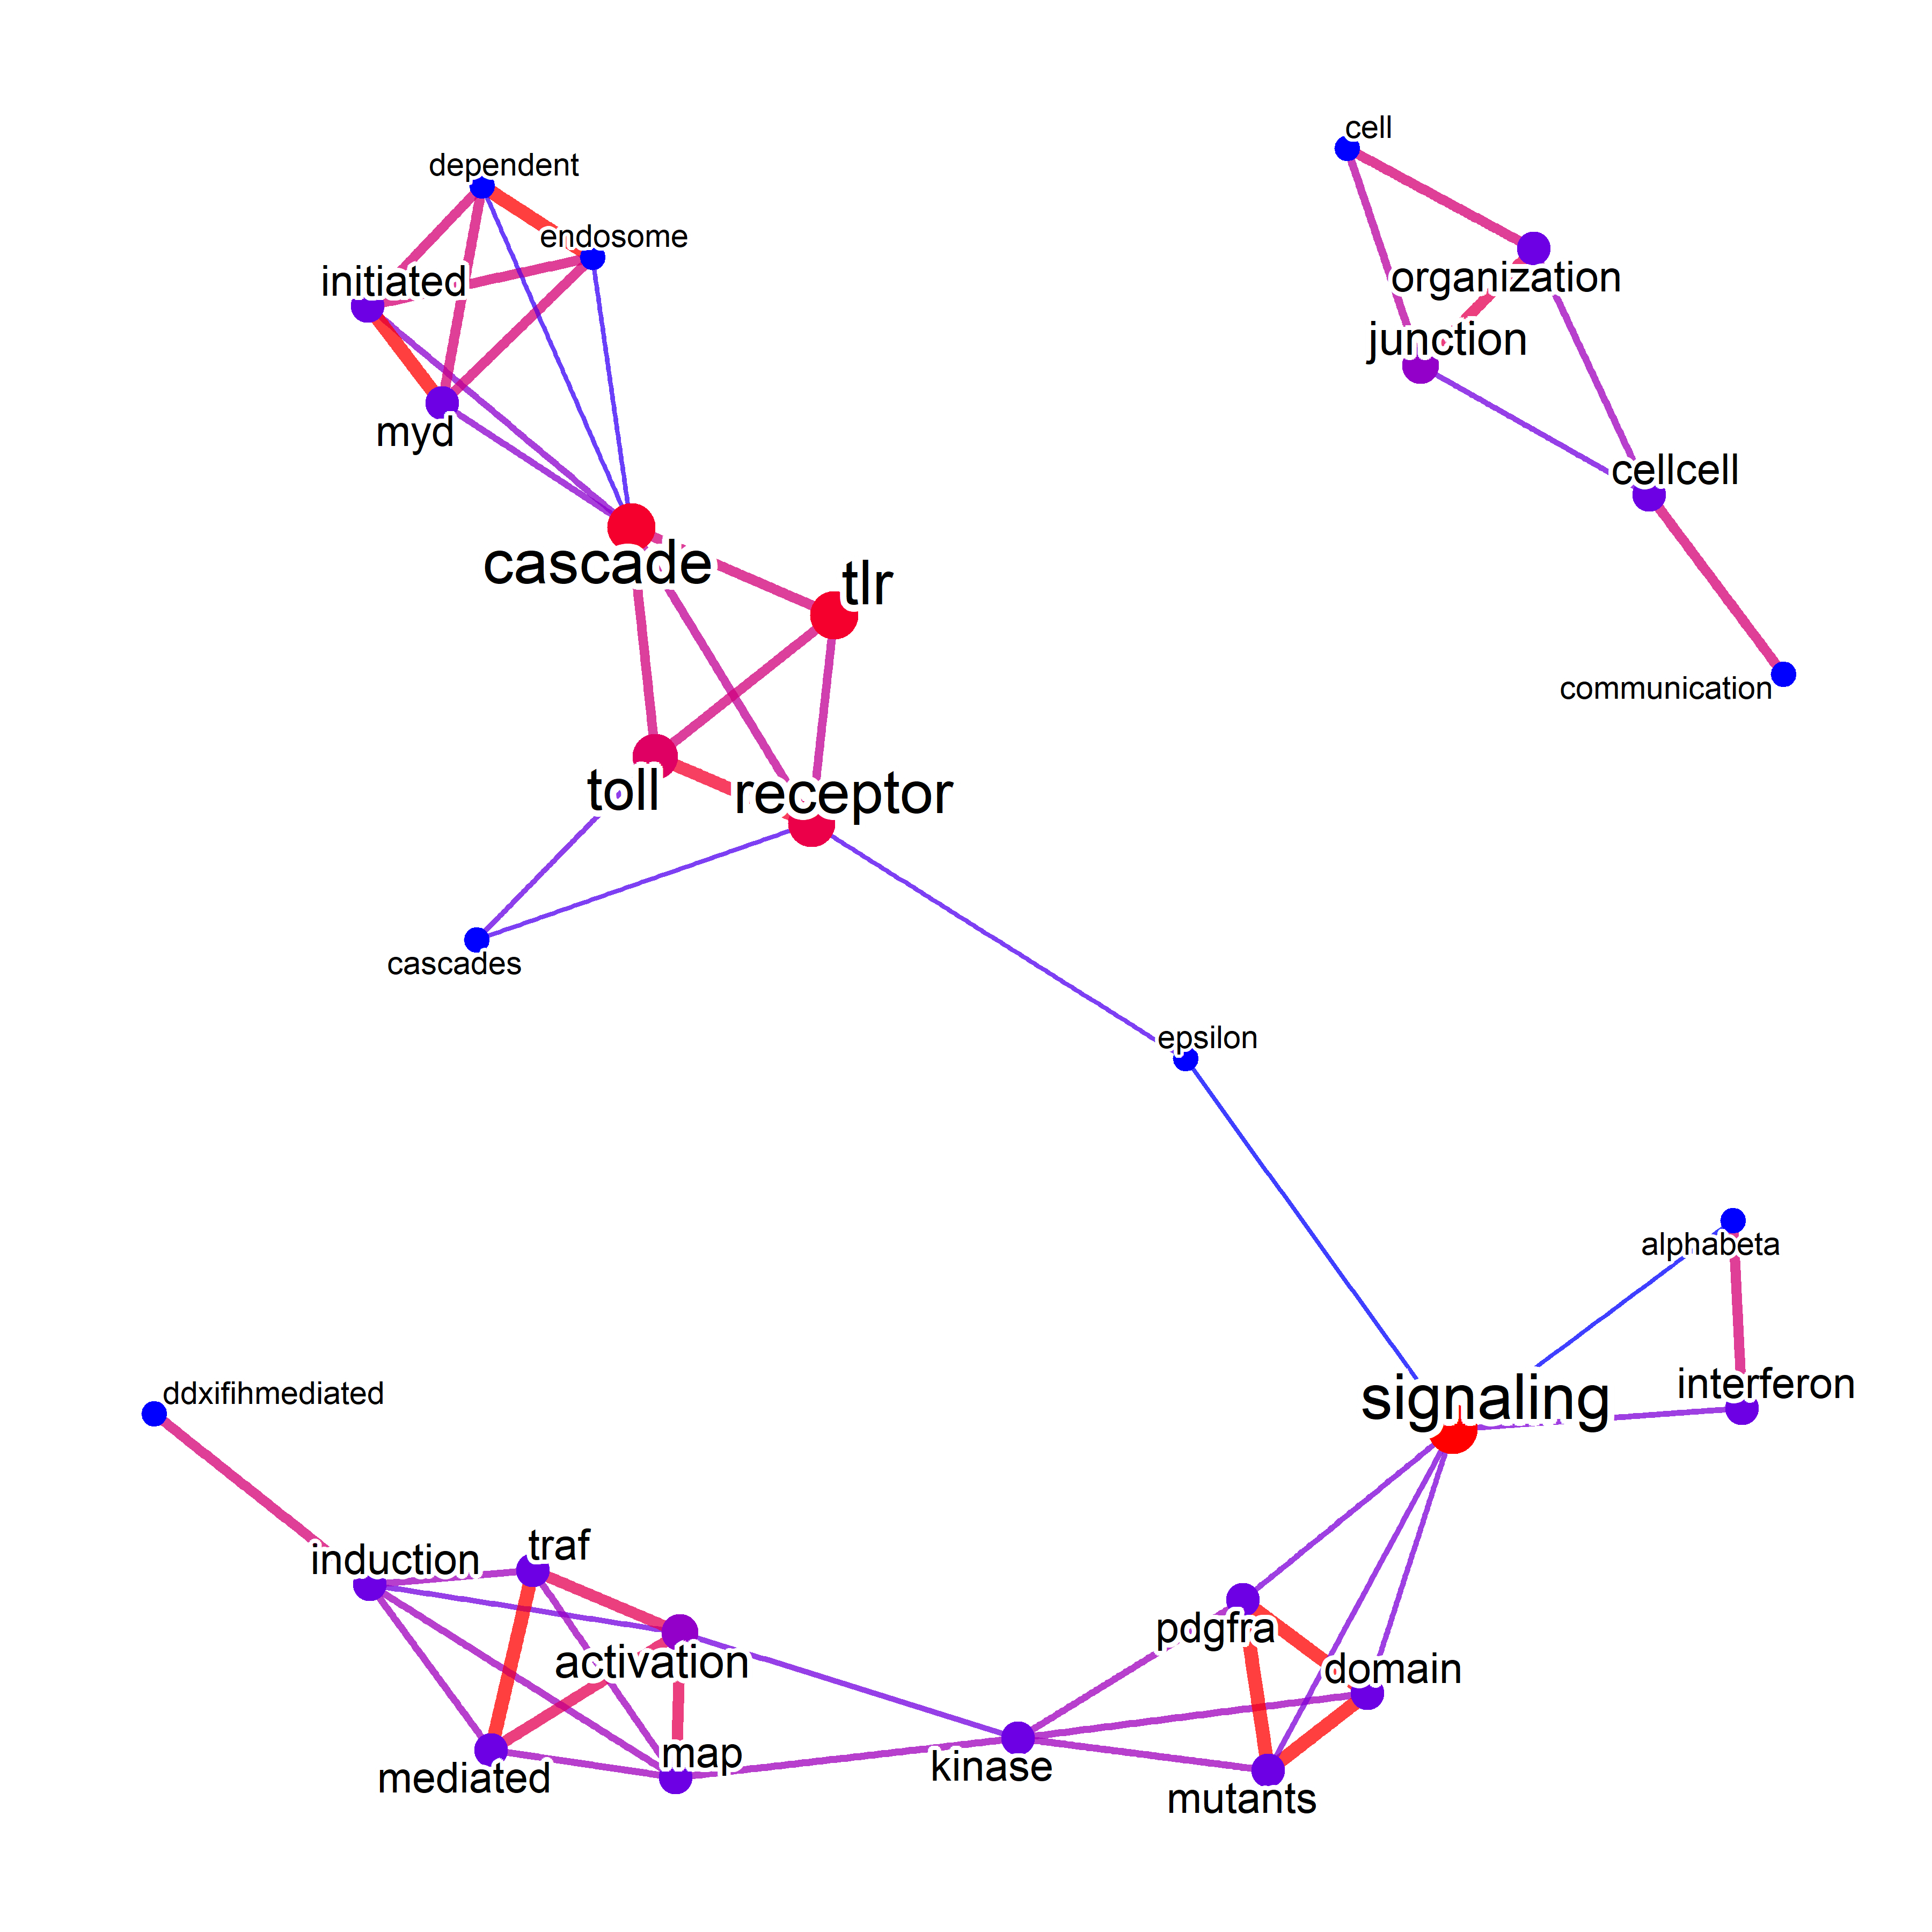 cell
dependent
endosome
initiated
organization
junction
myd
cellcell
cascade
tlr
communication
toll
receptor
cascades
epsilon
alphabeta
interferon
signaling
ddxifihmediated
induction
traf
pdgfra
activation
domain
map
kinase
mediated
mutants